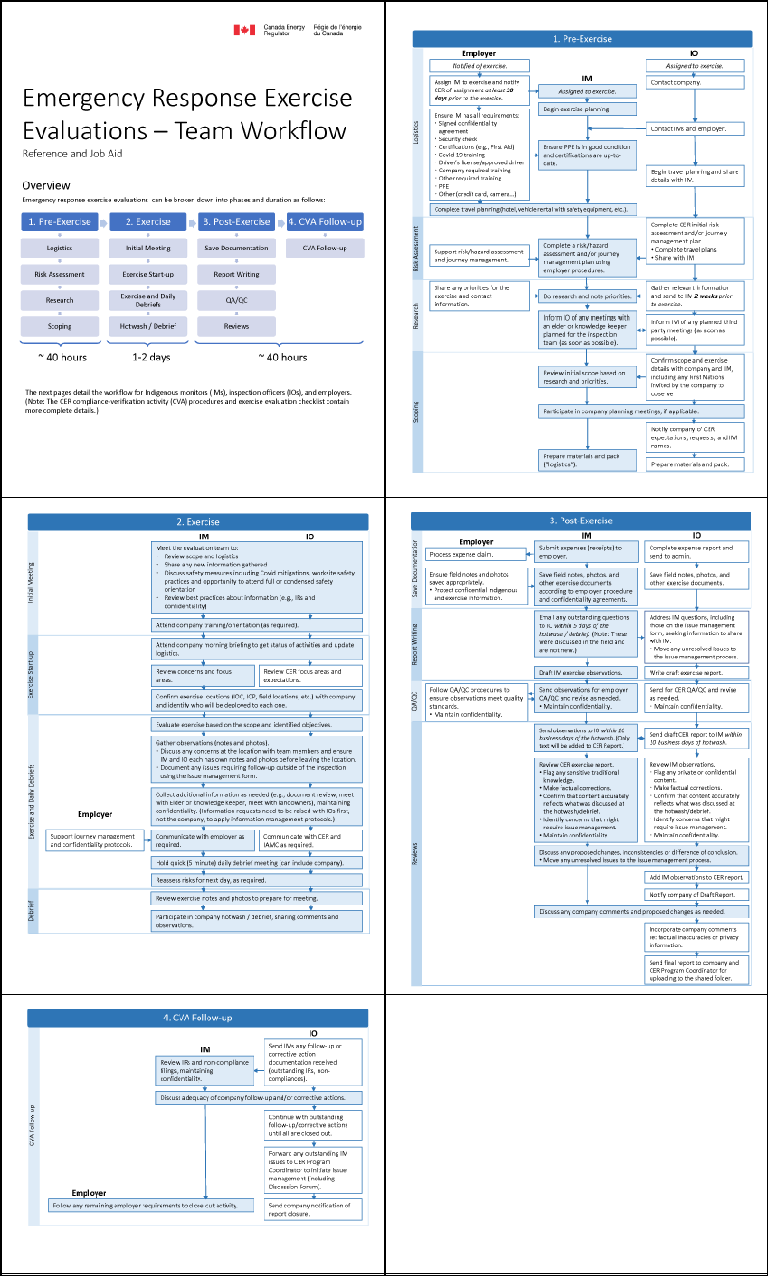 Canada Energy Régie de l'énergie
Regulator du Canada
Emergency Response Exercise
Evaluations – Team Workflow
Reference and Job Aid
Overview
Emergency response exercise evaluations can be broken down into phases and duration as follows:
1. Pre-Exercise
2. Exercise
3. Post-Exercise
4. CVA Follow-up
Logistics
Initial Meeting
Save Documentation
CVA Follow-up
Risk Assessment
Exercise Start-up
Report Writing
Research
Exercise and Daily
Debriefs
QA/QC
Scoping
Hotwash / Debrief
Reviews
~ 40 hours
1-2 days
~ 40 hours
The next pages detail the workflow for Indigenous monitors (IMs), inspection officers (IOs), and employers.
(Note: The CER compliance-verification activity (CVA) procedures and exercise evaluation checklist contain
more complete details.)
1. Pre-Exercise
Employer
IM
IO
Logistics
Notified of exercise.
Assigned to exercise.
Assign IM to exercise and notify
CER of assignment at least 30
days prior to the exercise.
Assigned to exercise.
Contact company.
Begin exercise planning.
Ensure IM has all requirements:
• Signed confidentiality
agreement
• Security check
• Certifications (e.g., First Aid)
• Covid-19 training
• Driver's license/approved driver
• Company required training
• Other required training
• PPE
• Other (credit card, camera...)
Contact IMs and employer.
Ensure PPE is in good condition
and certifications are up-to-
date.
Begin travel planning and share
details with IM.
Complete travel planning (hotel, vehicle rental with safety equipment, etc.).
Risk Assessment
Support risk/hazard assessment
and journey management.
Complete a risk/hazard
assessment and/or journey
management plan using
employer procedures.
Complete CER initial risk
assessment and/or journey
management plan
• Complete travel plans
• Share with IM
Research
Share any priorities for the
exercise and contact
information.
Do research and note priorities.
Gather relevant information
and send to IM 2 weeks prior
to exercise.
Inform IO of any meetings with
an elder or knowledge keeper
planned for the inspection
team (as soon as possible).
Inform IM of any planned third
party meetings (as soon as
possible).
Scoping
Review initial scope based on
research and priorities.
Confirm scope and exercise
details with company and IM,
including any First Nations
invited by the company to
observe
Participate in company planning meetings, if applicable.
Notify company of CER
expectations, requests, and IM
names.
Prepare materials and pack
("logistics").
Prepare materials and pack.
2. Exercise
IM
IO
Initial Meeting
Meet the evaluation team to:
• Review scope and logistics
• Share any new information gathered
• Discuss safety measures including Covid mitigations, worksite safety
practices and opportunity to attend full or condensed safety
orientation
• Review best practices about information (e.g., IRs and
confidentiality)
Attend company training/orientation (as required).
Exercise Start-up
Attend company morning briefing to get status of activities and update
logistics.
Review concerns and focus
areas.
Review CER focus areas and
expectations.
Confirm exercise locations (IOC, ICP, field locations, etc.) with company
and identify who will be deployed to each one.
Exercise and Daily Debriefs
Evaluate exercise based on the scope and identified objectives.
Gather observations (notes and photos).
• Discuss any concerns at the location with team members and ensure
IM and IO each has own notes and photos before leaving the location.
• Document any issues requiring follow-up outside of the inspection
using the issue management form.
Collect additional information as needed (e.g., document review, meet
with Elder or Knowledge Keeper, meet with landowners), maintaining
confidentiality. (Information requests need to be raised with IOs first,
not the company, to apply information management protocols.)
Employer
Support journey management
and confidentiality protocols.
Communicate with employer as
required.
Communicate with CER and
IAMC as required.
Hold quick (5 minute) daily debrief meeting (can include company).
Reassess risks for next day, as required.
Debrief
Review exercise notes and photos to prepare for meeting.
Participate in company hotwash / debrief, sharing comments and
observations.
3. Post-Exercise
Employer
IM
IO
Save Documentation
Process expense claim.
Submit expenses (receipts) to
employer.
Complete expense report and
send to admin.
Ensure field notes and photos
saved appropriately.
• Protect confidential Indigenous
and exercise information.
Save field notes, photos, and
other exercise documents
according to employer procedure
and confidentiality agreements.
Save field notes, photos, and
other exercise documents.
Report Writing
Email any outstanding questions
to IO within 5 days of the
hotwash / debrief. (Note: These
were discussed in the field and
are not new.)
Address IM questions, including
those on the issue management
form, seeking information to share
with IM.
• Move any unresolved issues to
the issue management process.
Draft IM exercise observations.
Write draft exercise report.
QA/QC
Follow QA/QC procedures to
ensure observations meet quality
standards.
• Maintain confidentiality.
Send observations for employer
QA/QC and revise as needed.
• Maintain confidentiality.
Send for CER QA/QC and revise
as needed.
• Maintain confidentiality.
Reviews
Send observations to IO within 10
business days of the hotwash. (Only
text will be added to CER Report.
Send draft CER report to IM within
10 business days of hotwash.
Review CER exercise report.
• Flag any sensitive traditional
knowledge.
• Make factual corrections.
• Confirm that content accurately
reflects what was discussed at
the hotwash/debrief.
• Identify concerns that might
require issue management.
• Maintain confidentiality
Review IM observations.
• Flag any private or confidential
content.
• Make factual corrections.
• Confirm that content accurately
reflects what was discussed at
the hotwash/debrief.
• Identify concerns that might
require issue management.
• Maintain confidentiality.
Discuss any proposed changes, inconsistencies or difference of conclusion.
• Move any unresolved issues to the issue management process.
Add IM observations to CER report.
Notify company of Draft Report.
Discuss any company comments and proposed changes as needed.
Incorporate company comments
re: factual inaccuracies or privacy
information.
Send final report to company and
CER Program Coordinator for
uploading to the shared folder.
4. CVA Follow-up
IM
IO
CVA Follow up
Review IRs and non-compliance
filings, maintaining
confidentiality.
Send IMs any follow-up or
corrective action
documentation received
(outstanding IRs, non-
compliances).
Discuss adequacy of company follow-up and/or corrective actions.
Continue with outstanding
follow-up/corrective actions
until all are closed out.
Forward any outstanding IM
issues to CER Program
Coordinator to initiate issue
management (including
Discussion Forum).
Employer
Follow any remaining employer requirements to close-out activity.
Send company notification of
report closure.